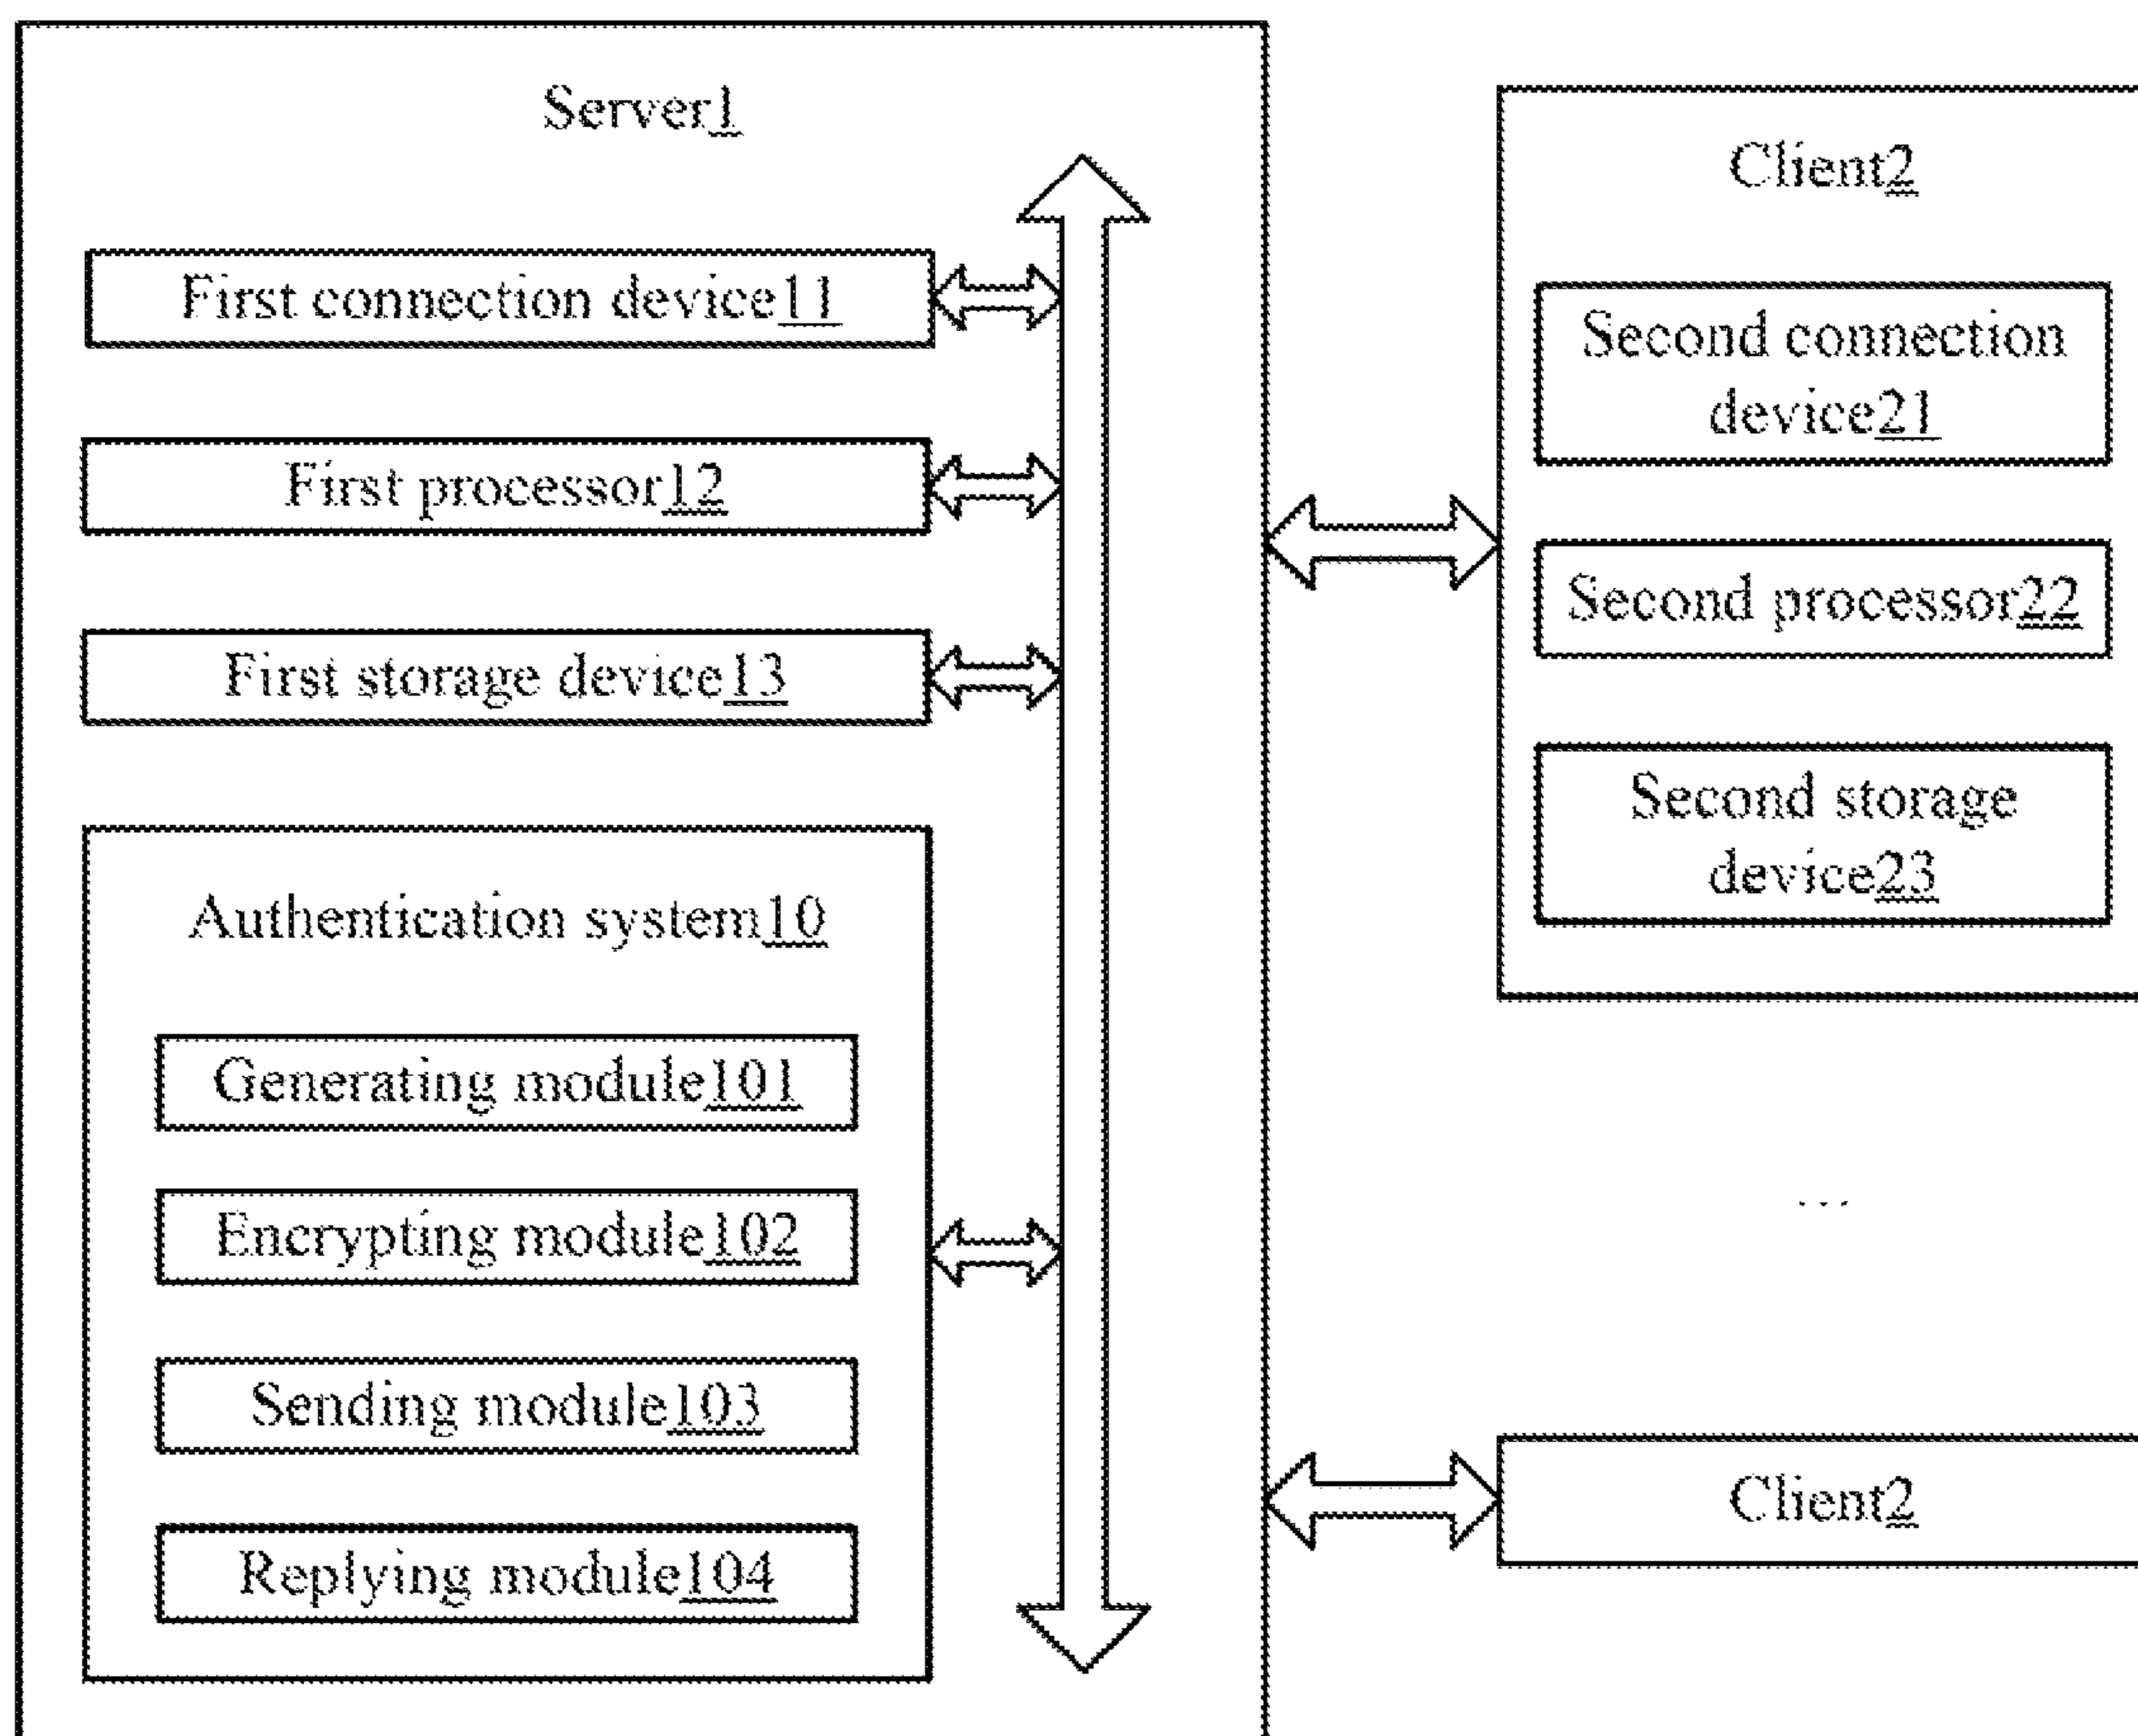 Server1
First connection device11
First processor12
First storage device13
Authentication system10
Generating module101
Encrypting module102
Sending module103
Replying module104
Client2
Second connection
device21
Second processor22
Second storage
device23
...
Client2